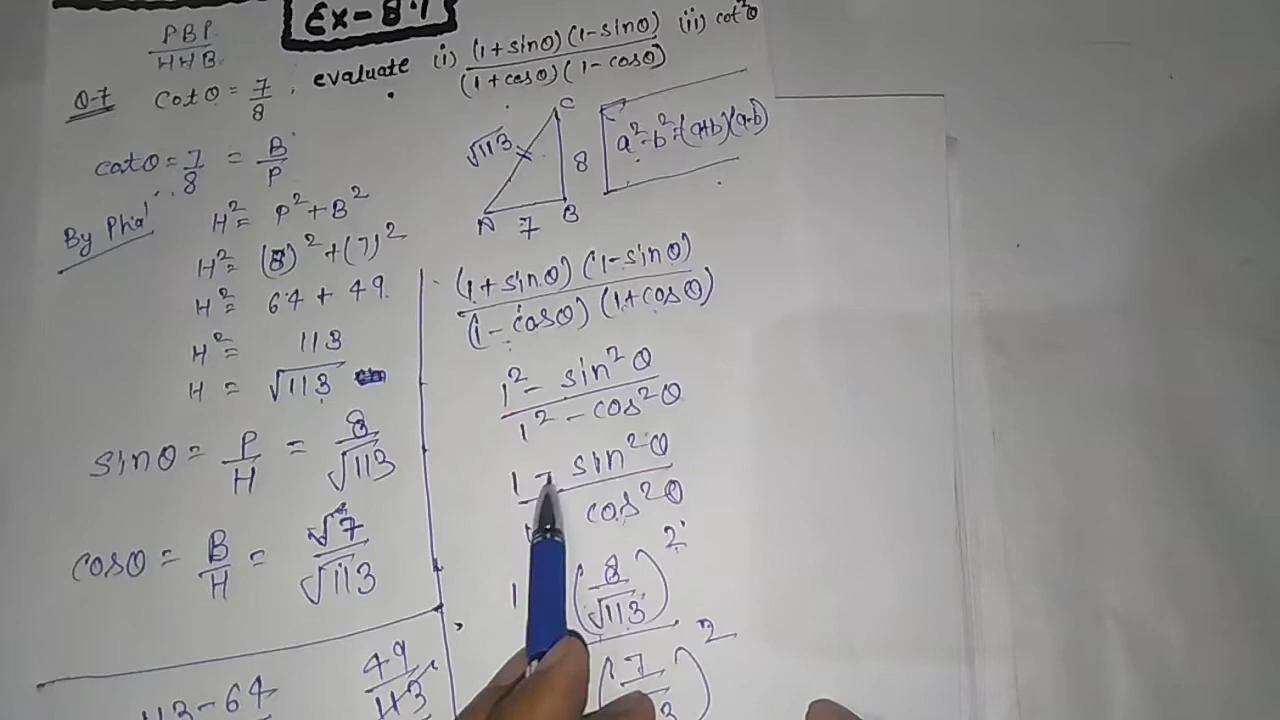 Ex-8.1
PBP
HHB
Q-7 cotθ = 7/8 . evaluate (i) (1+sinθ)(1-sinθ)/(1+cosθ)(1-cosθ) (ii) cot²θ
cotθ = 7/8 = B/P
By Pha'
H² = P²+B²
H² = (8)²+(7)²
H² = 64 + 49
H² = 113
H = √113
sinθ = P/H = 8/√113
cosθ = B/H = √7/√113
113-64
49/113
√113
C
8
A
7
B
a²-b²=(a+b)(a-b)
(1+sinθ)(1-sinθ)
(1-cosθ)(1+cosθ)
1² - sin²θ
1² - cos²θ
1 - sin²θ
cos²θ
1 (8/√113)²
(7/3)²